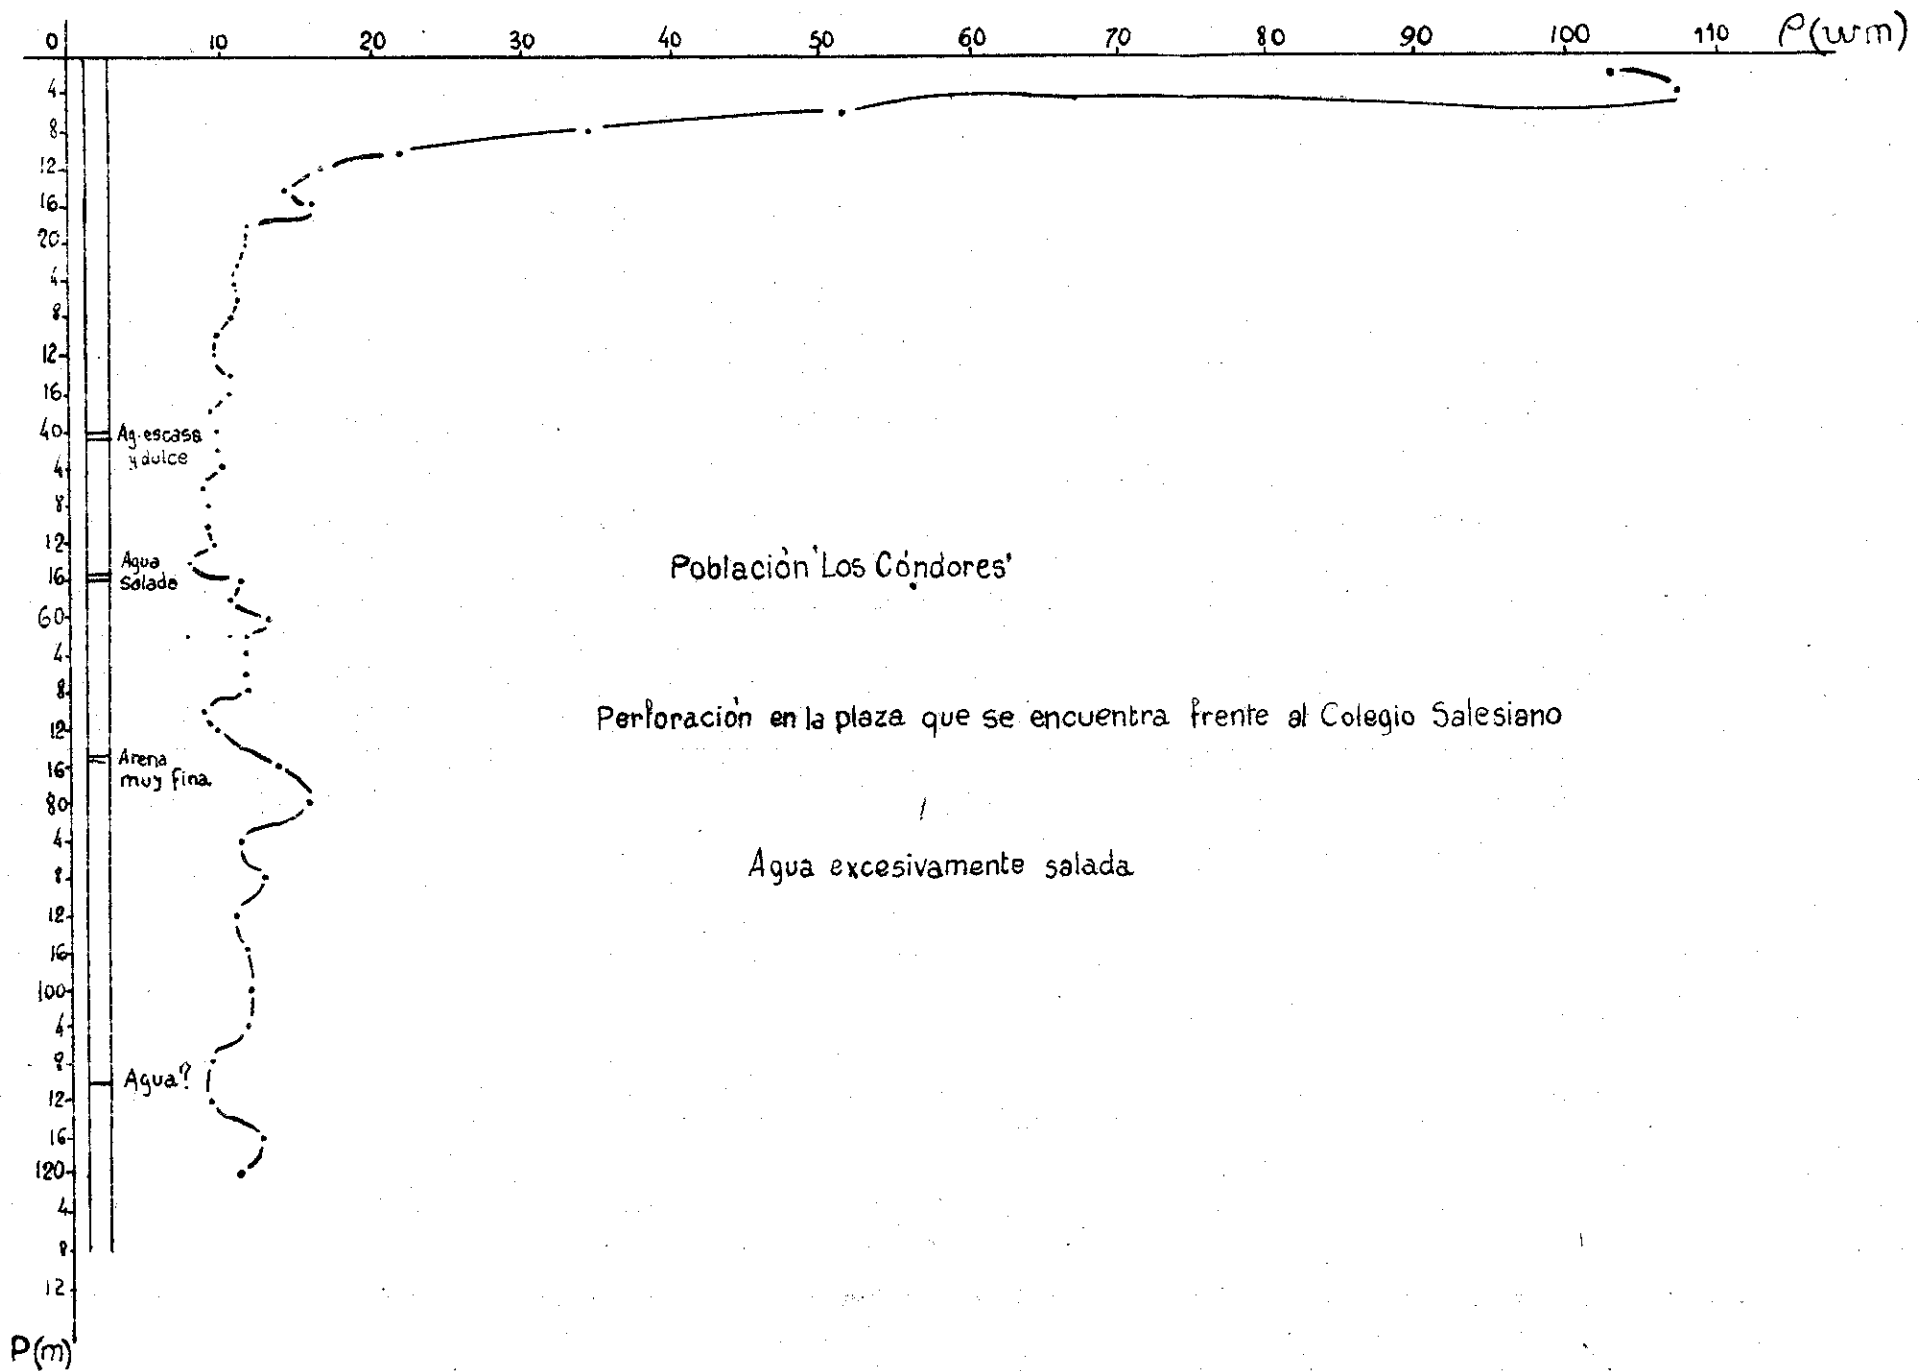 0 10 20 30 40 50 60 70 80 90 100 110 ρ(wm)
4
8
12
16
20
4
8
12
16
40 Ag. escasa
y dulce
4
8
12
Agua
16 Salada
Población 'Los Cóndores'
60
4
8
Perforación en la plaza que se encuentra frente al Colegio Salesiano
12
Arena
16 muy fina
80
4
Agua excesivamente salada
8
12
16
100
4
8
Agua?
12
16
120
4
8
12
P(m)